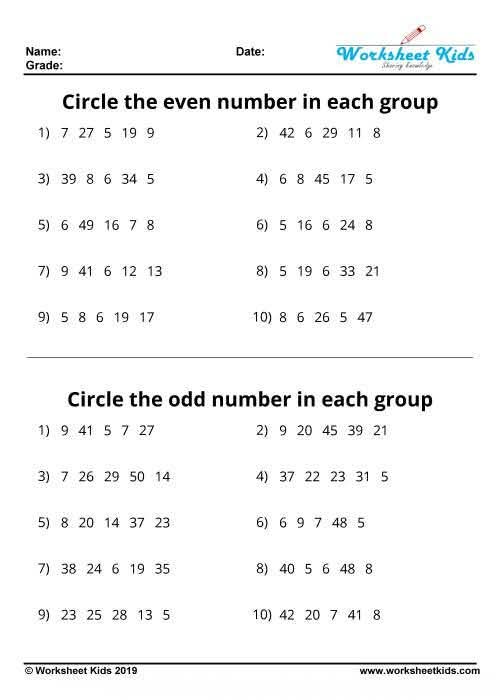 Name: Date:
Grade:
Worksheet Kids
Sharing knowledge
Circle the even number in each group
1) 7 27 5 19 9 2) 42 6 29 11 8
3) 39 8 6 34 5 4) 6 8 45 17 5
5) 6 49 16 7 8 6) 5 16 6 24 8
7) 9 41 6 12 13 8) 5 19 6 33 21
9) 5 8 6 19 17 10) 8 6 26 5 47
Circle the odd number in each group
1) 9 41 5 7 27 2) 9 20 45 39 21
3) 7 26 29 50 14 4) 37 22 23 31 5
5) 8 20 14 37 23 6) 6 9 7 48 5
7) 38 24 6 19 35 8) 40 5 6 48 8
9) 23 25 28 13 5 10) 42 20 7 41 8
© Worksheet Kids 2019 www.worksheetkids.com